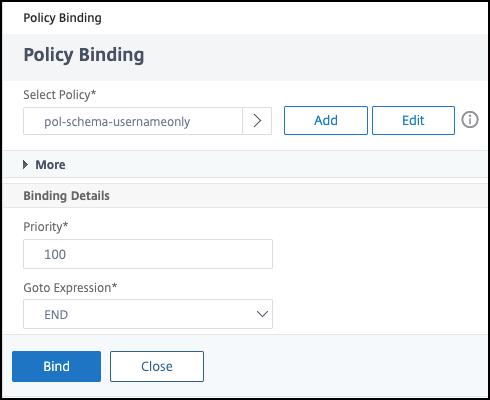 Policy Binding
Policy Binding
Select Policy*
pol-schema-usernameonly
Add
Edit
More
Binding Details
Priority*
100
Goto Expression*
END
Bind
Close